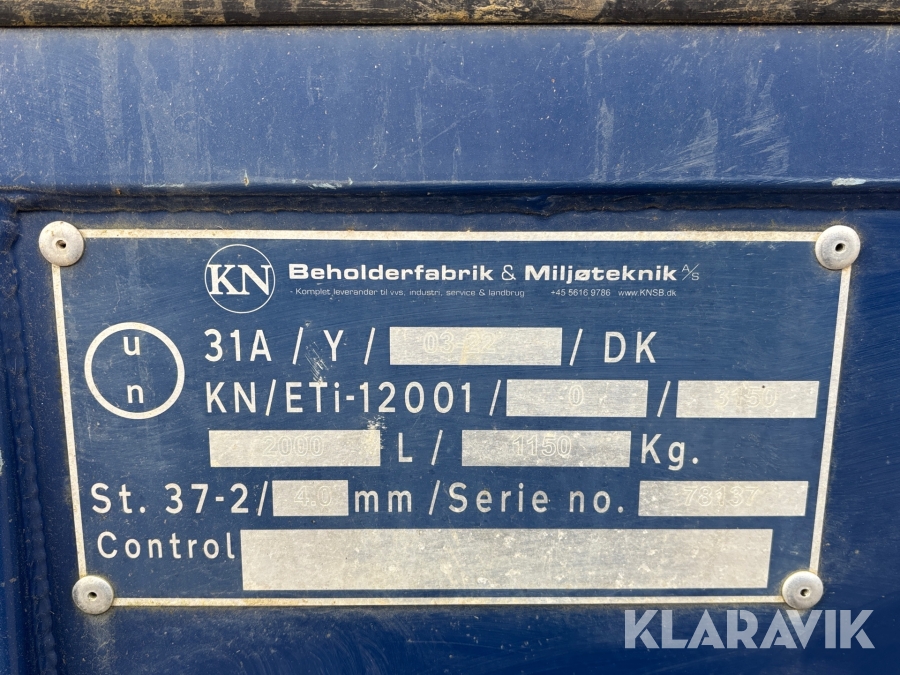 KN Beholderfabrik & Miljøteknik A/S
- Komplet leverandør til vvs, industri, service & landbrug +45 5616 9786 www.KNSB.dk
un
31A / Y / 03-22 / DK
KN/ETi-12001 / 0 / 3150
2000 L / 1150 Kg.
St. 37-2 / 4.0 mm / Serie no. 73137
Control
KLARAVIK